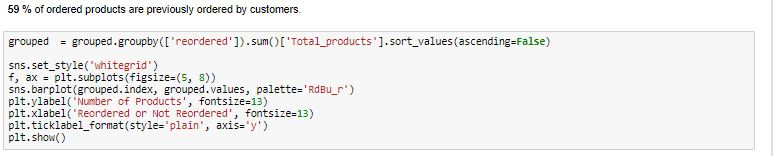 59 % of ordered products are previously ordered by customers.
grouped  = grouped.groupby(['reordered']).sum()['Total_products'].sort_values(ascending=False)
sns.set_style('whitegrid')
f, ax = plt.subplots(figsize=(5, 8))
sns.barplot(grouped.index, grouped.values, palette='RdBu_r')
plt.ylabel('Number of Products', fontsize=13)
plt.xlabel('Reordered or Not Reordered', fontsize=13)
plt.ticklabel_format(style='plain', axis='y')
plt.show()